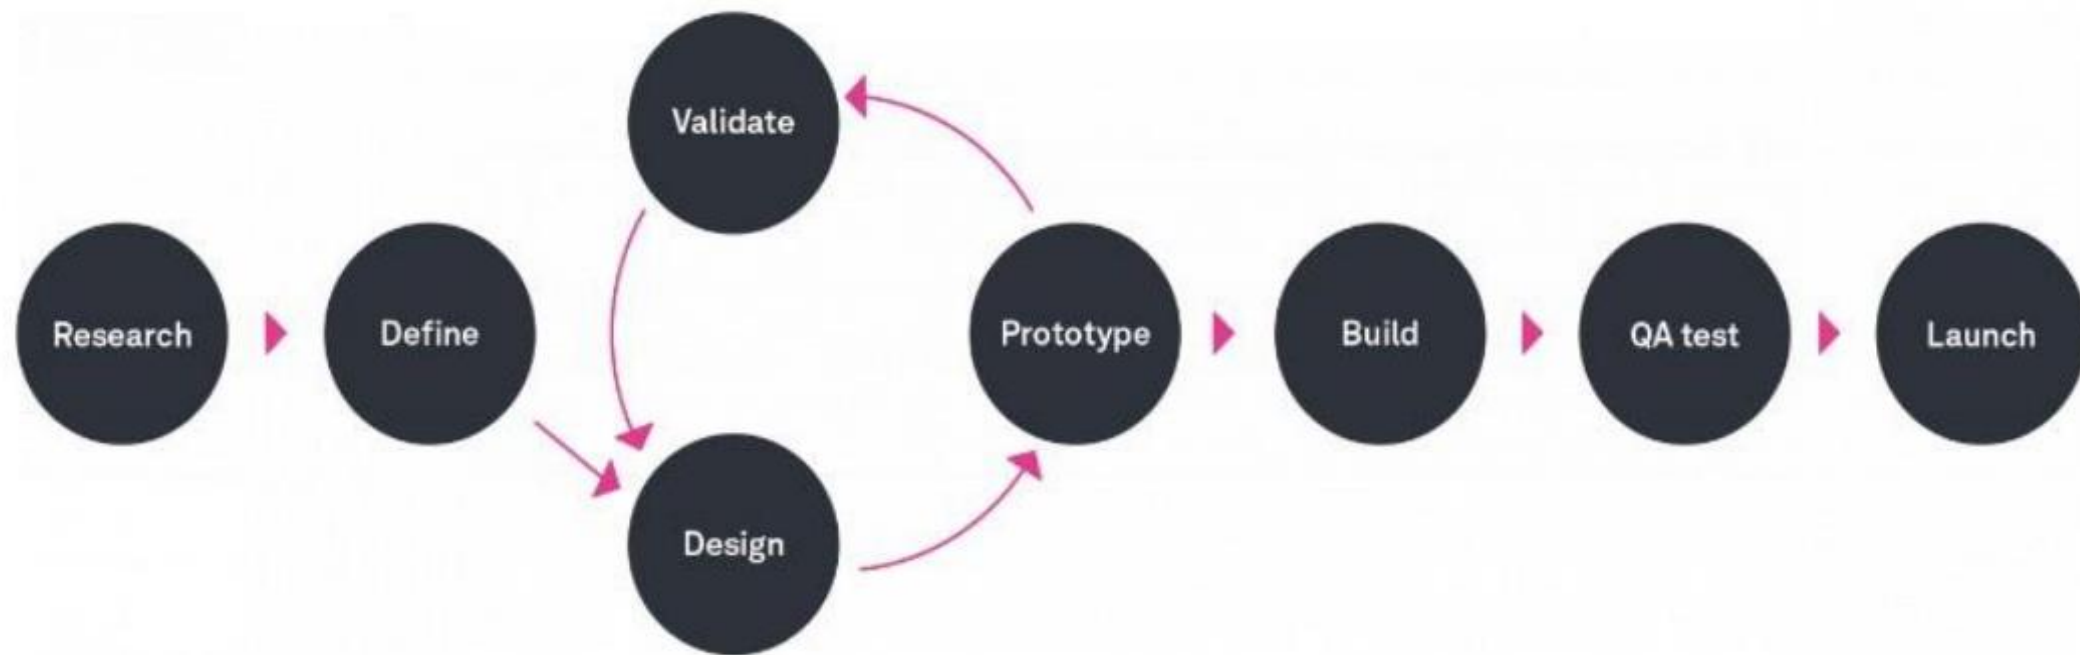 Research
Define
Validate
Design
Prototype
Build
QA test
Launch